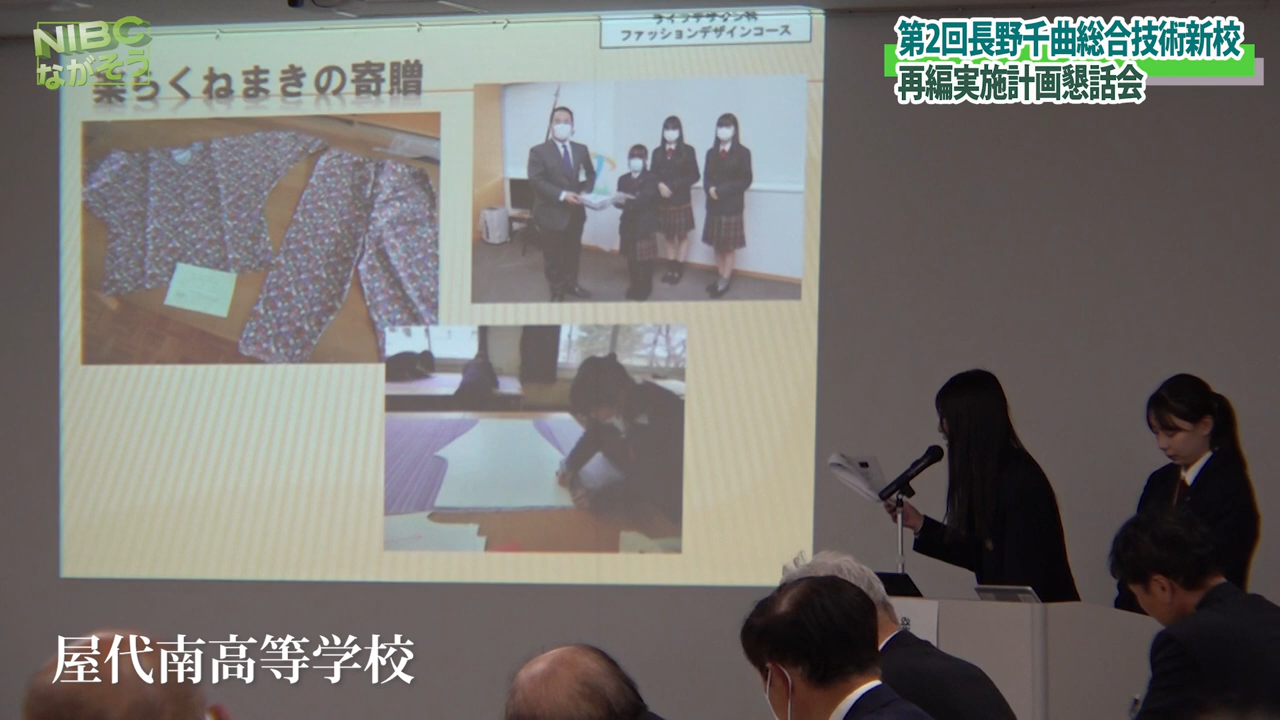 NIBC
ながそう
第2回長野千曲総合技術新校
再編実施計画懇話会
ライフデザイン科
ファッションデザインコース
楽らくねまきの寄贈
屋代南高等学校